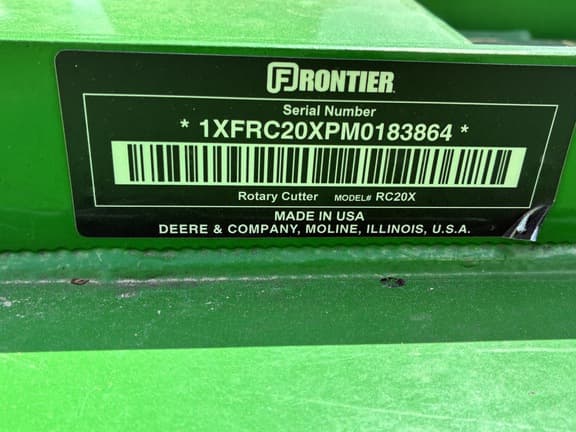 FRONTIER
Serial Number
* 1XFRC20XPM0183864 *
Rotary Cutter MODEL# RC20X
MADE IN USA
DEERE & COMPANY, MOLINE, ILLINOIS, U.S.A.